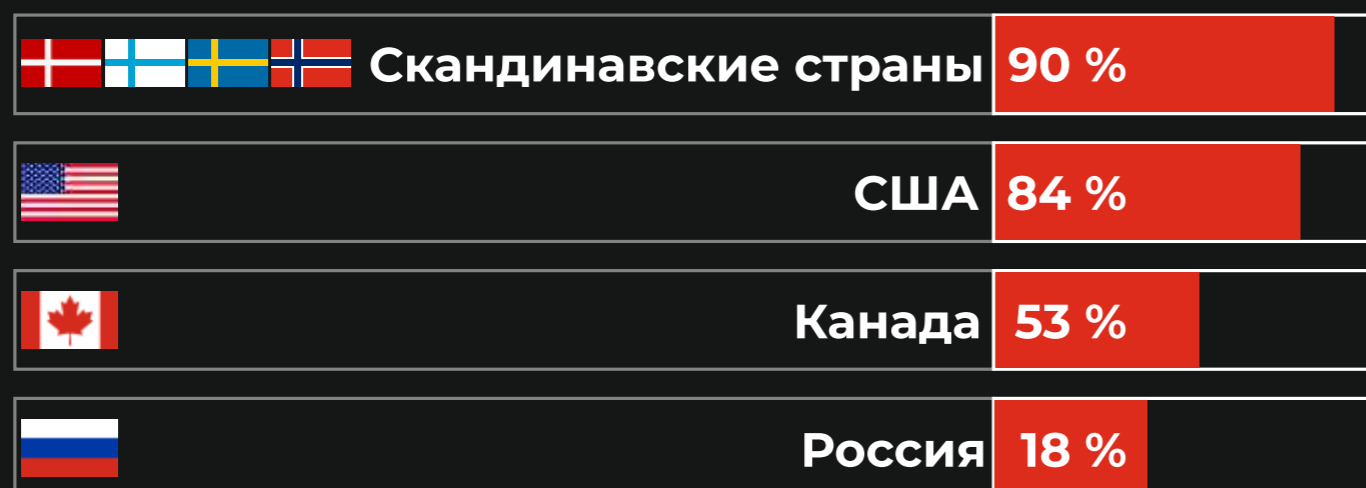 Скандинавские страны 90 %
США 84 %
Канада 53 %
Россия 18 %